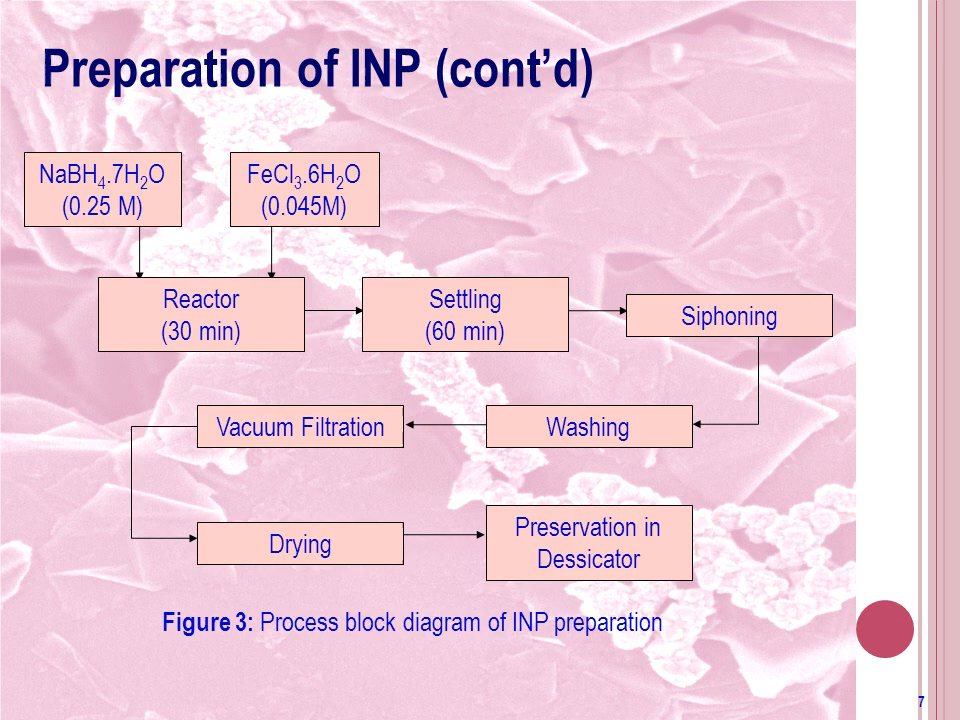 Preparation of INP (cont’d)
NaBH₄.7H₂O
(0.25 M)
FeCl₃.6H₂O
(0.045M)
Reactor
(30 min)
Settling
(60 min)
Siphoning
Vacuum Filtration
Washing
Drying
Preservation in
Dessicator
Figure 3: Process block diagram of INP preparation
7